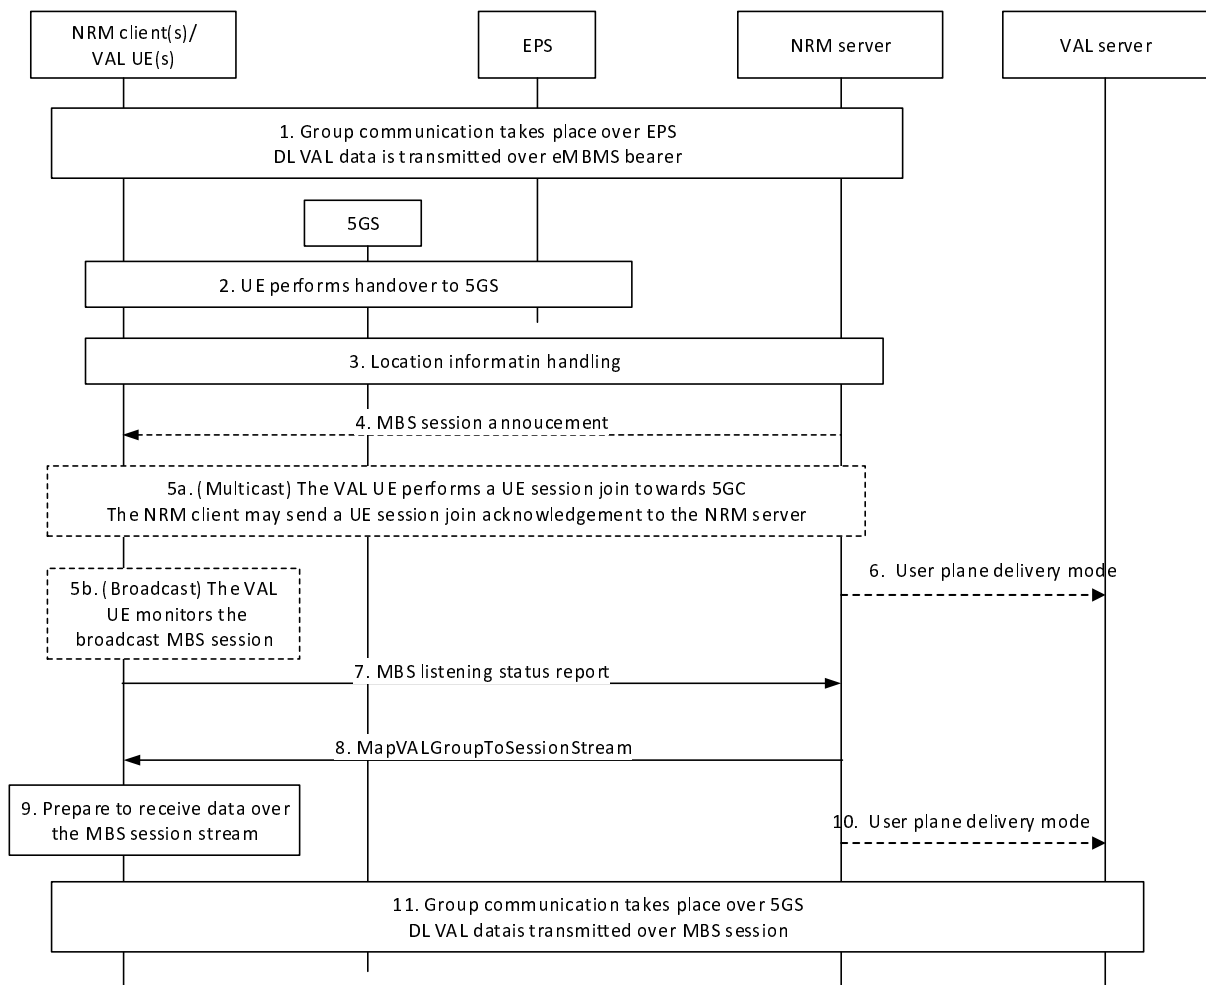 NRM client(s)/
VAL UE(s)
EPS
NRM server
VAL server
1. Group communication takes place over EPS
DL VAL data is transmitted over eMBMS bearer
5GS
2. UE performs handover to 5GS
3. Location informatin handling
4. MBS session annoucement
5a. (Multicast) The VAL UE performs a UE session join towards 5GC
The NRM client may send a UE session join acknowledgement to the NRM server
5b. (Broadcast) The VAL
UE monitors the
broadcast MBS session
6. User plane delivery mode
7. MBS listening status report
8. MapVALGroupToSessionStream
9. Prepare to receive data over
the MBS session stream
10. User plane delivery mode
11. Group communication takes place over 5GS
DL VAL datais transmitted over MBS session